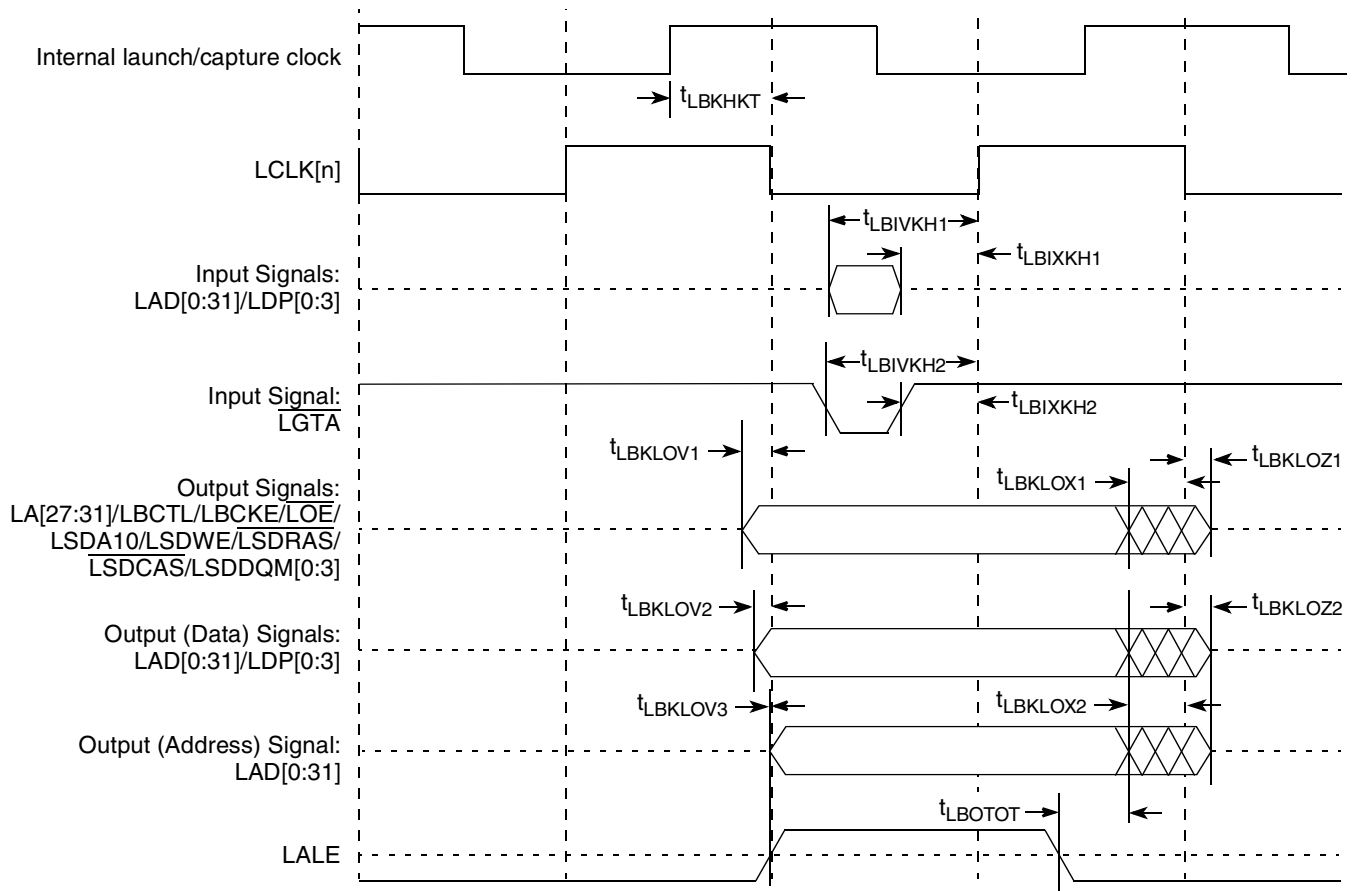 Internal launch/capture clock
tLBKHKT
LCLK[n]
tLBIVKH1
tLBIXKH1
Input Signals:
LAD[0:31]/LDP[0:3]
tLBIVKH2
Input Signal:
LGTA
tLBIXKH2
tLBKLOV1
tLBKLOZ1
tLBKLOX1
Output Signals:
LA[27:31]/LBCTL/LBCKE/LOE/
LSDA10/LSDWE/LSDRAS/
LSDCAS/LSDDQM[0:3]
tLBKLOV2
tLBKLOZ2
Output (Data) Signals:
LAD[0:31]/LDP[0:3]
tLBKLOV3
tLBKLOX2
Output (Address) Signal:
LAD[0:31]
tLBOTOT
LALE